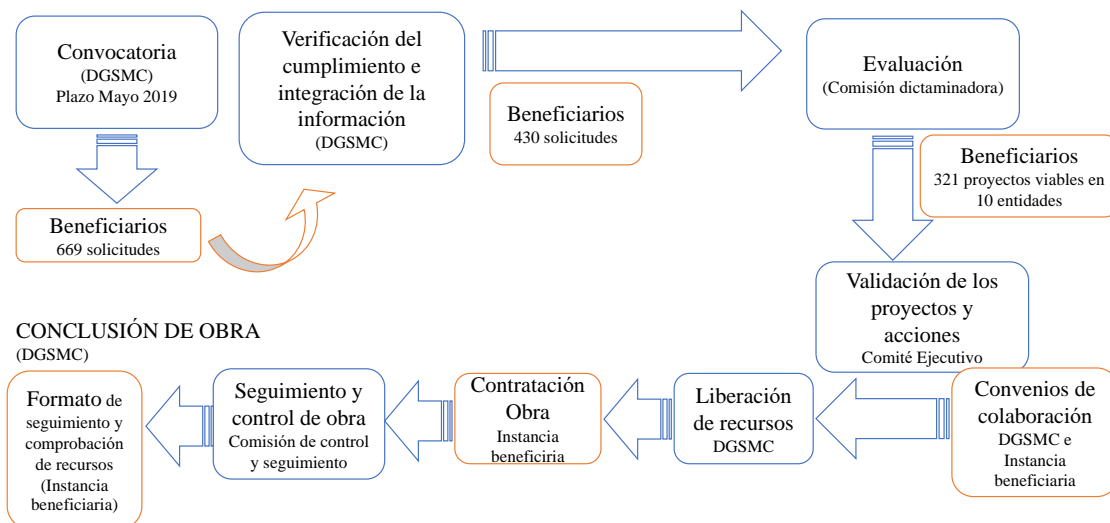 Convocatoria
(DGSMC)
Plazo Mayo 2019
Beneficiarios
669 solicitudes
Verificación del
cumplimiento e
integración de la
información
(DGSMC)
Beneficiarios
430 solicitudes
Evaluación
(Comisión dictaminadora)
Beneficiarios
321 proyectos viables en
10 entidades
Validación de los
proyectos y
acciones
Comité Ejecutivo
Convenios de
colaboración
DGSMC e
Instancia
beneficiaria
Liberación
de recursos
DGSMC
Contratación
Obra
Instancia
beneficiria
Seguimiento y
control de obra
Comisión de control
y seguimiento
CONCLUSIÓN DE OBRA
(DGSMC)
Formato de
seguimiento y
comprobación
de recursos
(Instancia
beneficiaria)